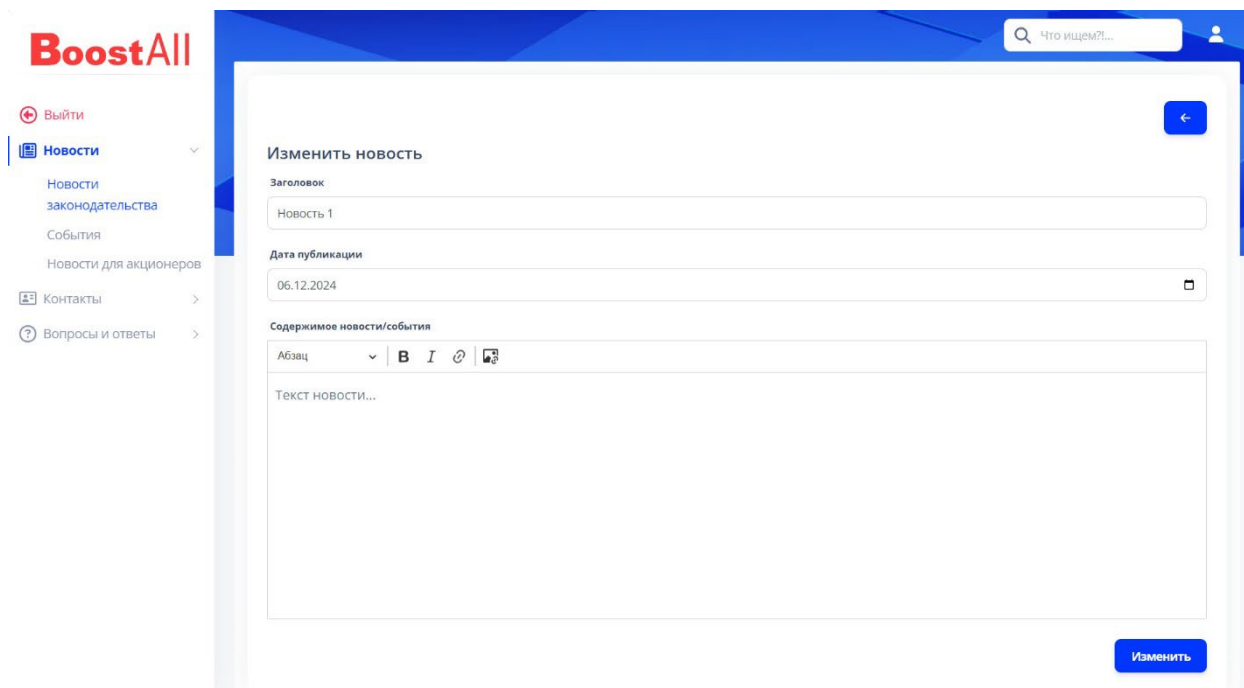 BoostAll
Что ищем?!...
Выйти
Новости
Новости
законодательства
События
Новости для акционеров
Контакты
Вопросы и ответы
Изменить новость
Заголовок
Новость 1
Дата публикации
06.12.2024
Содержимое новости/события
Абзац
B I
Текст новости...
Изменить